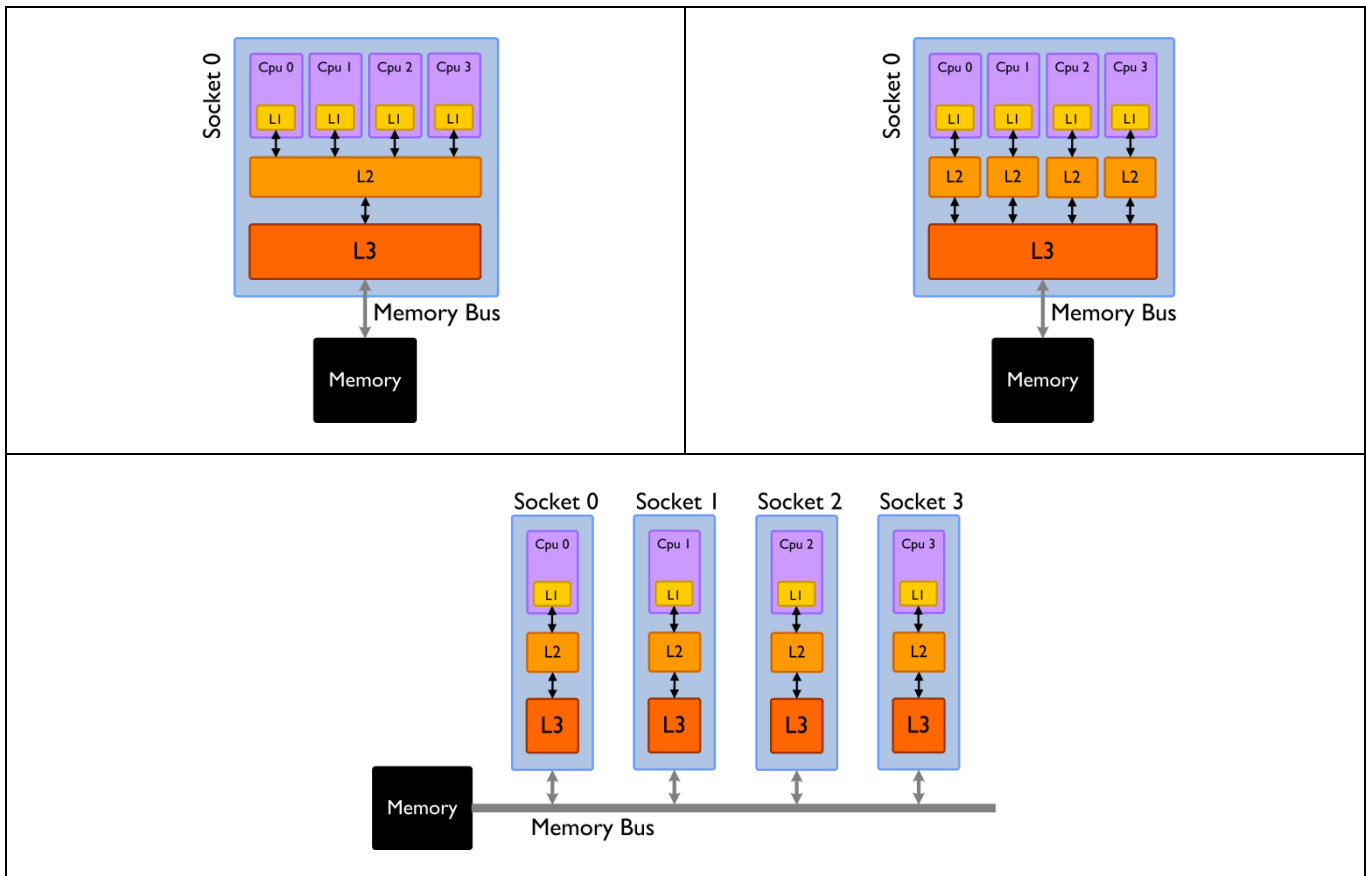 Socket 0
Cpu 0 Cpu 1 Cpu 2 Cpu 3
L1 L1 L1 L1
L2
L3
Memory Bus
Memory
Socket 0
Cpu 0 Cpu 1 Cpu 2 Cpu 3
L1 L1 L1 L1
L2 L2 L2 L2
L3
Memory Bus
Memory
Socket 0 Socket 1 Socket 2 Socket 3
Cpu 0 Cpu 1 Cpu 2 Cpu 3
L1 L1 L1 L1
L2 L2 L2 L2
L3 L3 L3 L3
Memory
Memory Bus